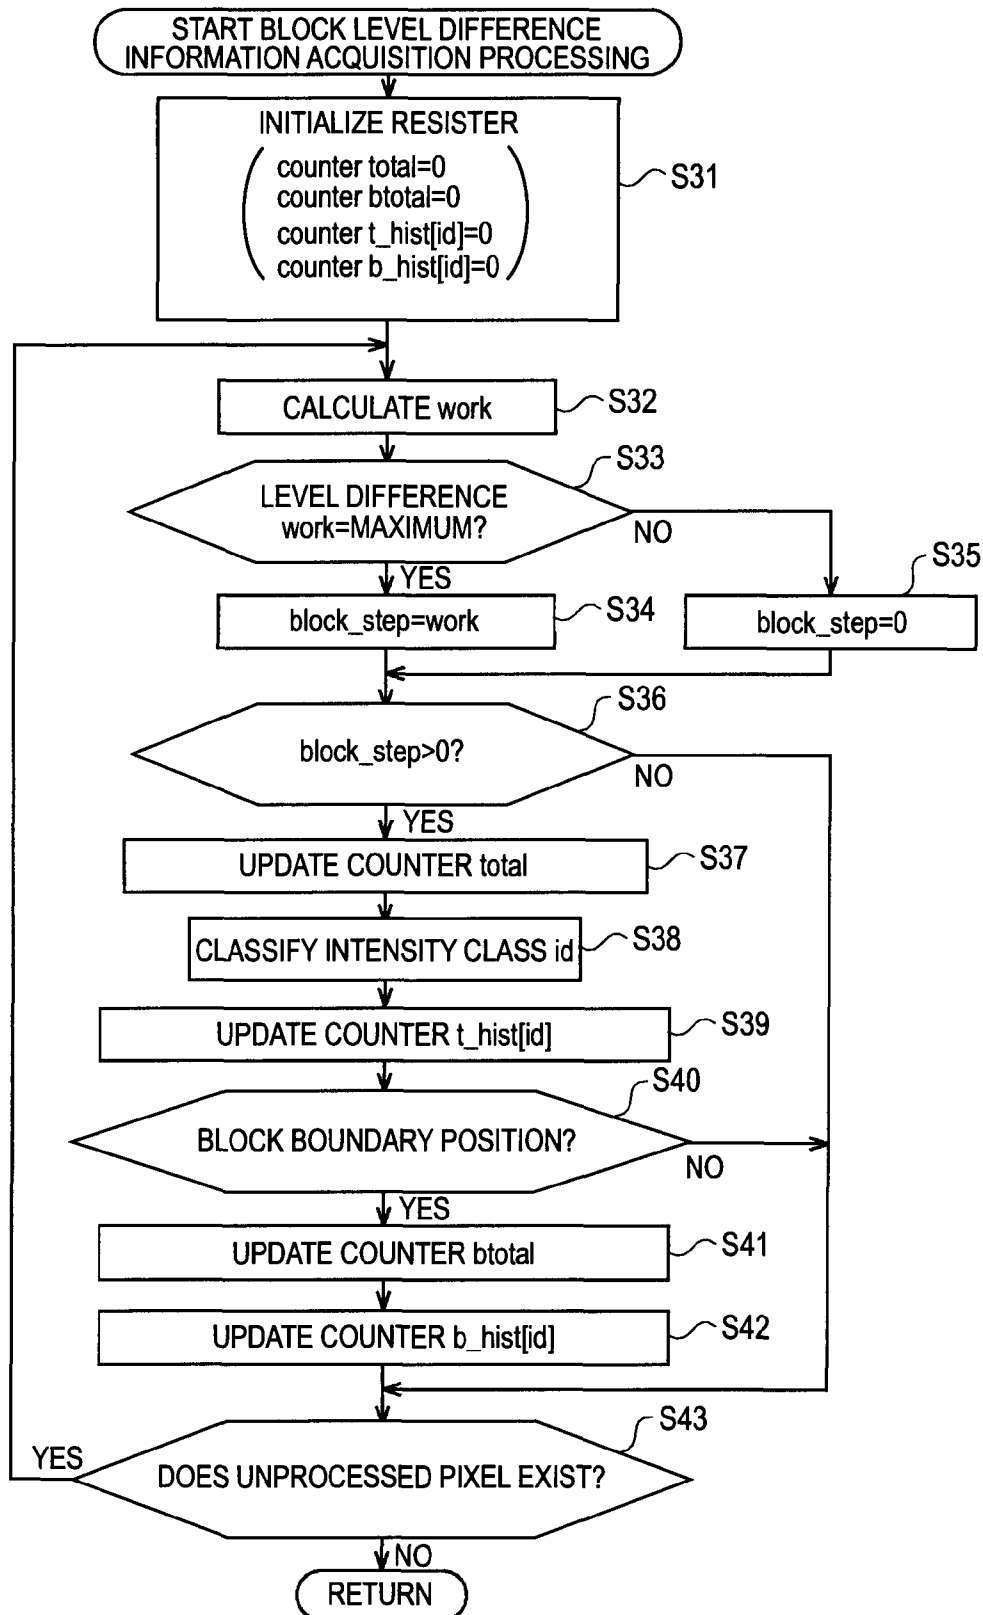 START BLOCK LEVEL DIFFERENCE
INFORMATION ACQUISITION PROCESSING
INITIALIZE RESISTER
counter total=0
counter btotal=0
counter t_hist[id]=0
counter b_hist[id]=0
S31
CALCULATE work
S32
S33
LEVEL DIFFERENCE
work=MAXIMUM?
NO
YES
S35
block_step=work
S34
block_step=0
S36
block_step>0?
NO
YES
UPDATE COUNTER total
S37
CLASSIFY INTENSITY CLASS id
S38
UPDATE COUNTER t_hist[id]
S39
S40
BLOCK BOUNDARY POSITION?
NO
YES
UPDATE COUNTER btotal
S41
UPDATE COUNTER b_hist[id]
S42
S43
YES
DOES UNPROCESSED PIXEL EXIST?
NO
RETURN